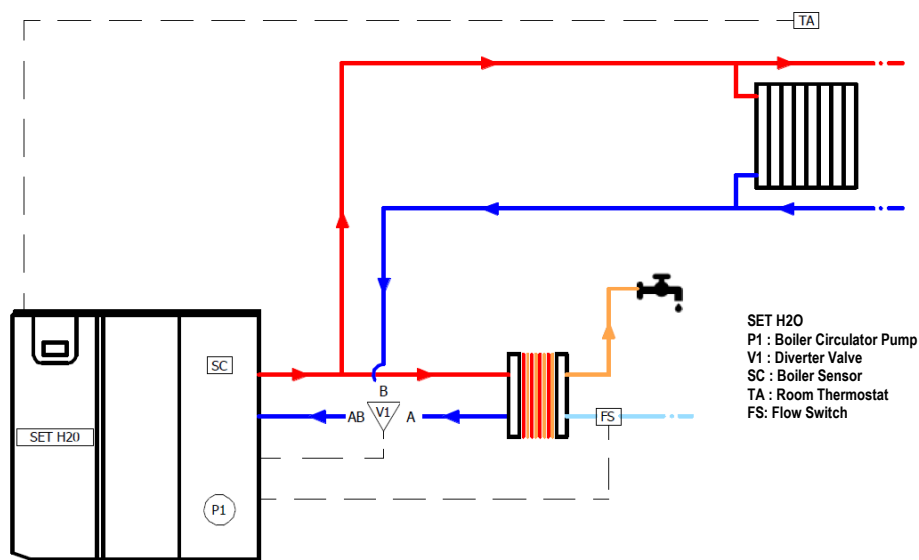 TA
SC
B
AB
V1
A
FS
SET H20
P1
SET H2O
P1 : Boiler Circulator Pump
V1 : Diverter Valve
SC : Boiler Sensor
TA : Room Thermostat
FS: Flow Switch